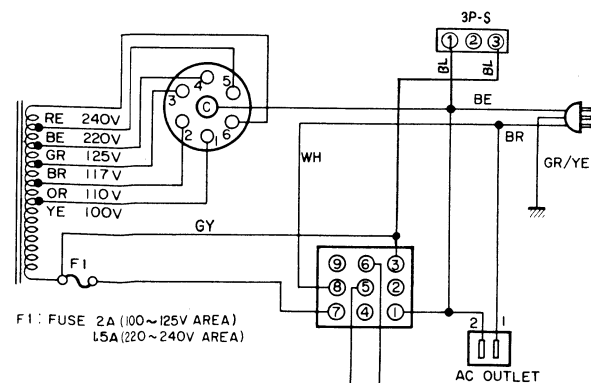 3P-S
1 2 3
BL BL
4 5
3 C
2 1 6
RE 240V
BE 220V
GR 125V
BR 117V
OR 110V
YE 100V
BE
BR
WH
GR/YE
GY
F1
9 6 3
8 5 2
7 4 1
F1: FUSE 2A (100~125V AREA)
1.5A (220~240V AREA)
2 1
AC OUTLET